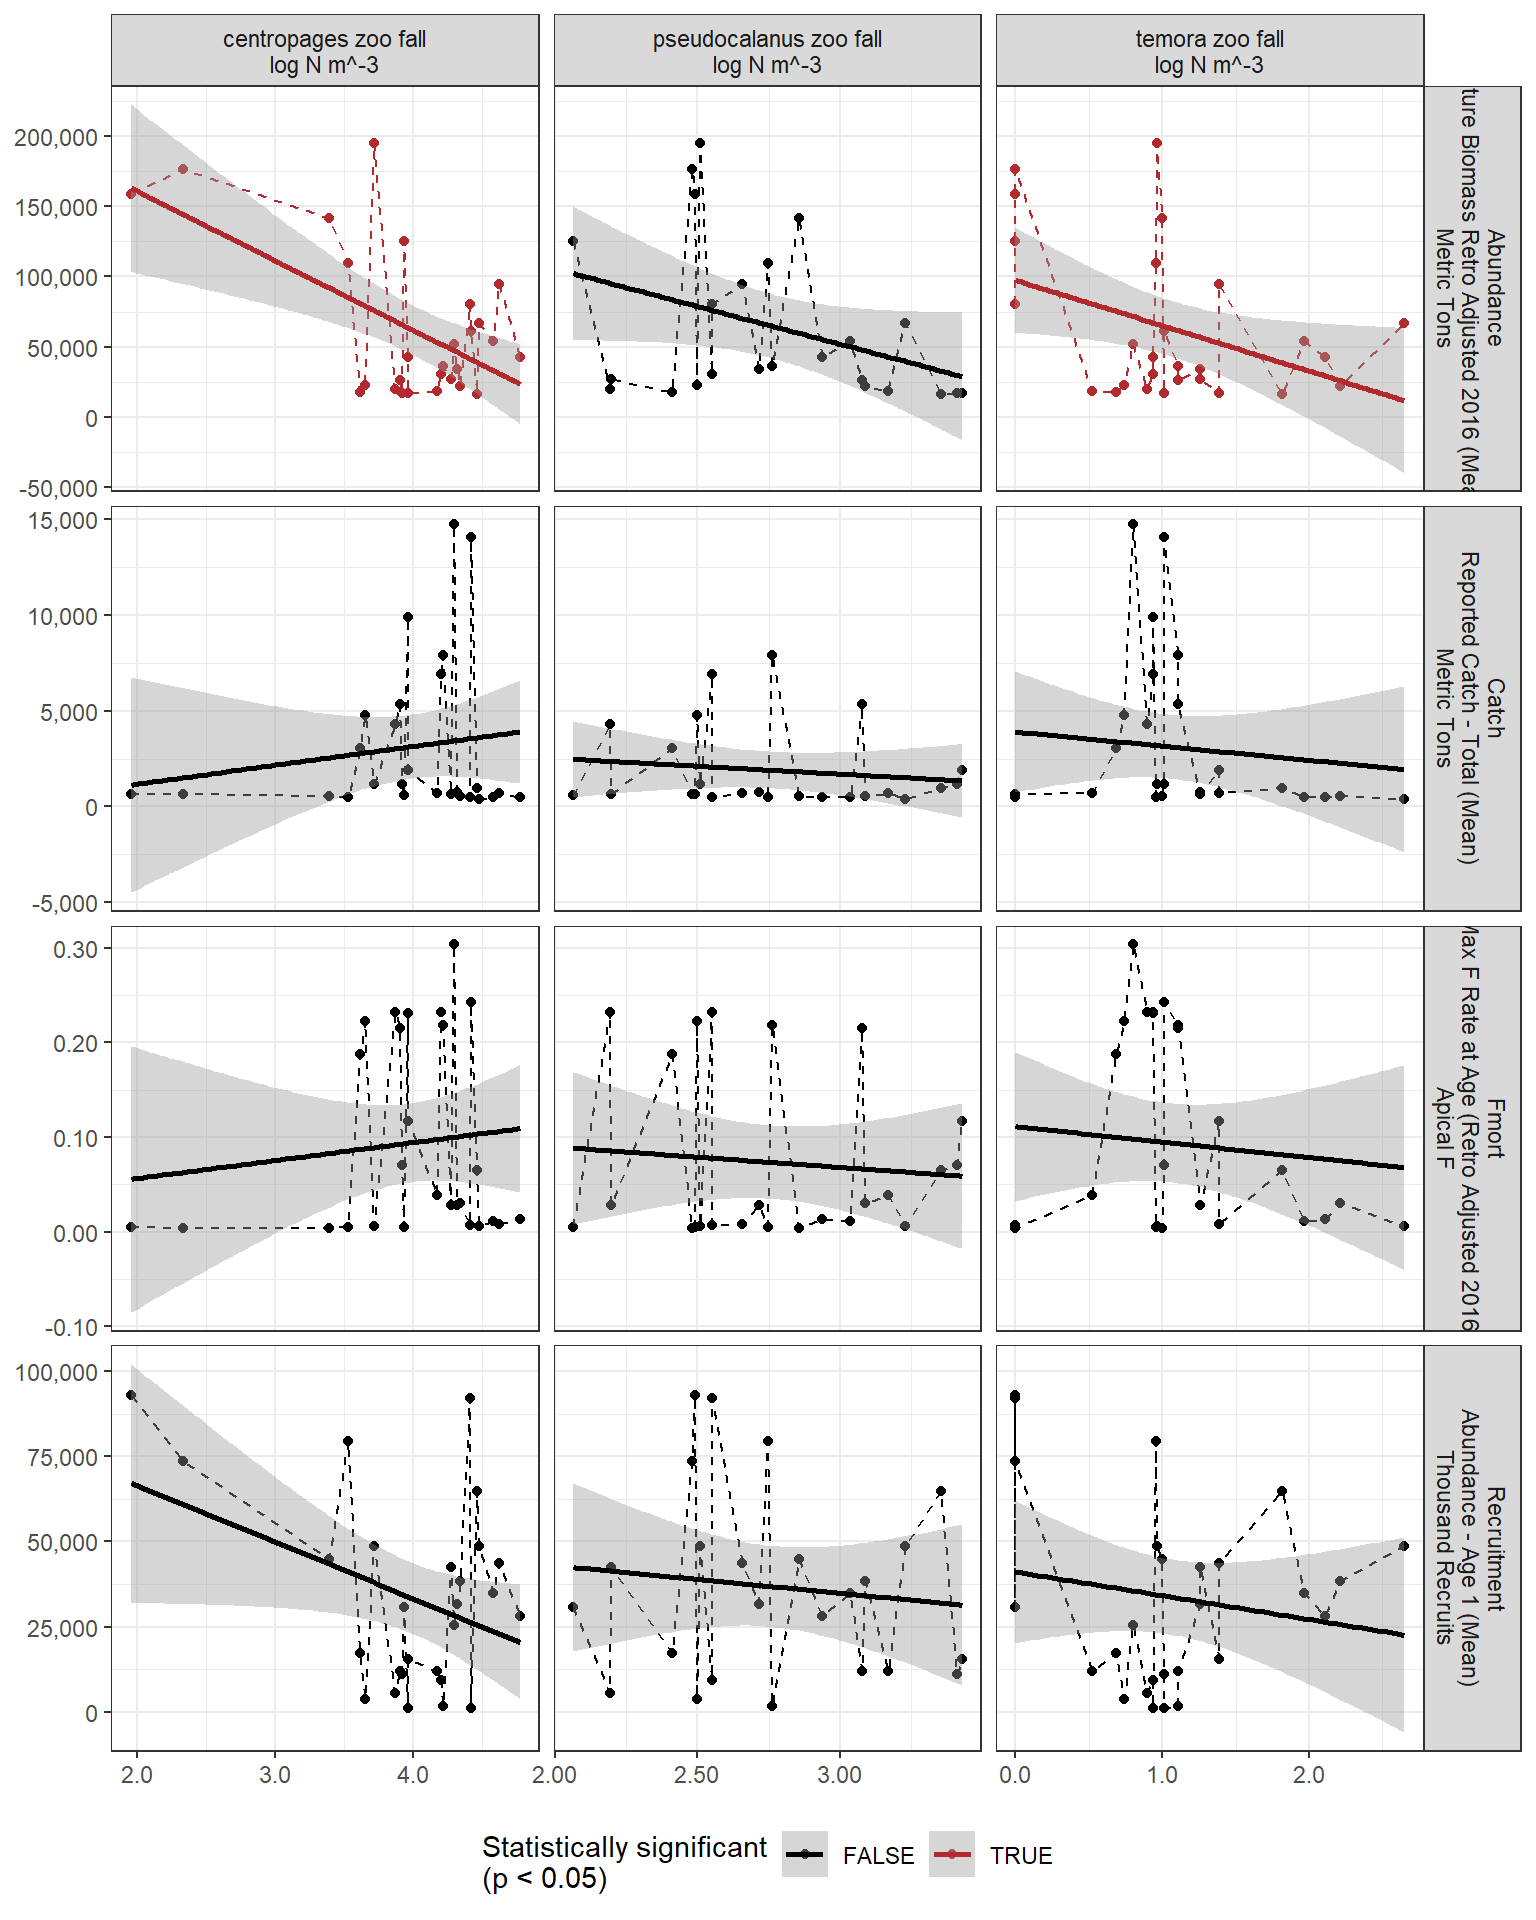 centropages zoo fall
log N m^-3
pseudocalanus zoo fall
log N m^-3
temora zoo fall
log N m^-3
200,000
150,000
100,000
50,000
0
-50,000
Abundance
ture Biomass Retro Adjusted 2016 (Mea
Metric Tons
15,000
10,000
5,000
0
-5,000
Catch
Reported Catch - Total (Mean)
Metric Tons
0.30
0.20
0.10
0.00
-0.10
Fmort
Max F Rate at Age (Retro Adjusted 2016
Apical F
100,000
75,000
50,000
25,000
0
Recruitment
Abundance - Age 1 (Mean)
Thousand Recruits
2.0
3.0
4.0
2.00
2.50
3.00
0.0
1.0
2.0
Statistically significant
(p < 0.05)
FALSE
TRUE